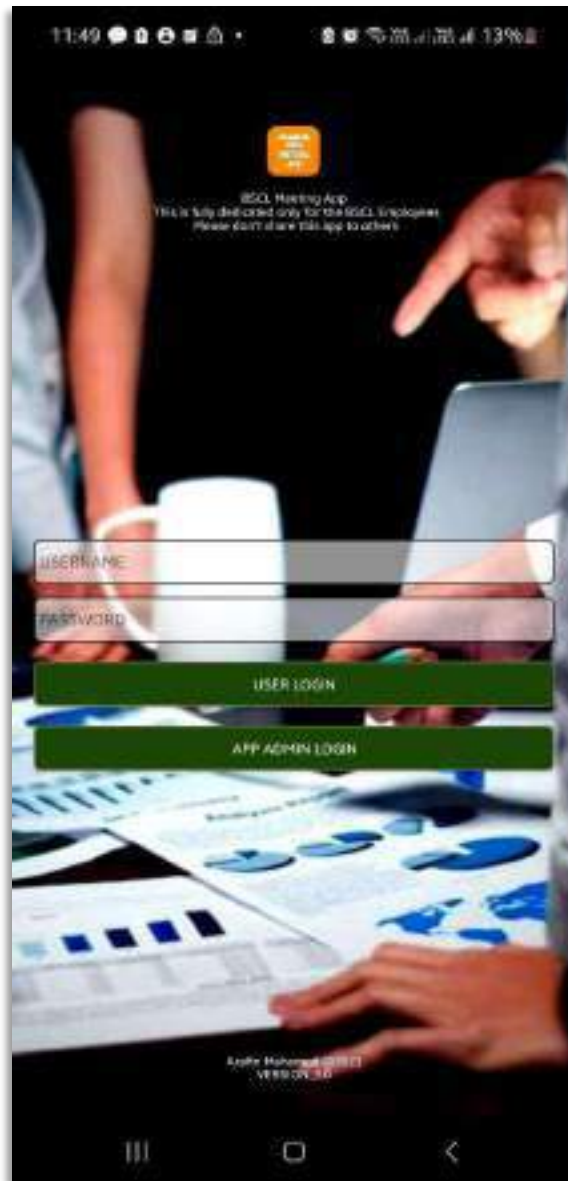 11:49
13%
BSCL Meeting App
This is fully dedicated only for the BSCL Employees
Please don't share this app to others
USERNAME
PASSWORD
USER LOGIN
APP ADMIN LOGIN
Mohamed
VERSION